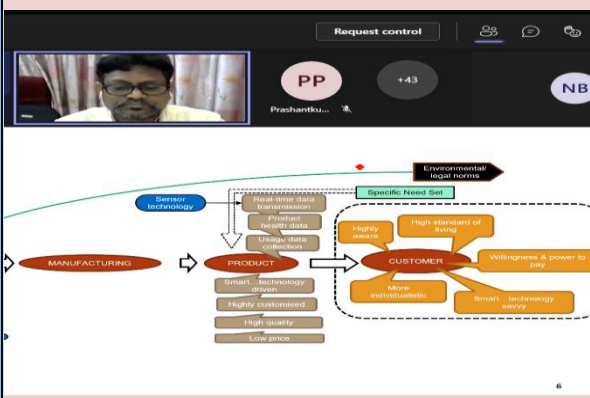 Request control
PP
+43
NB
Prashantku...
Environmental/
legal norms
Specific Need Set
Sensor
technology
Real-time data
transmission
Product
health data
Usage data
collection
Highly
aware
High standard of
living
MANUFACTURING
PRODUCT
CUSTOMER
Willingness & power to
pay
Smart...technology
driven
More
individualistic
Smart...technology
savvy
Highly customised
High quality
Low price
6